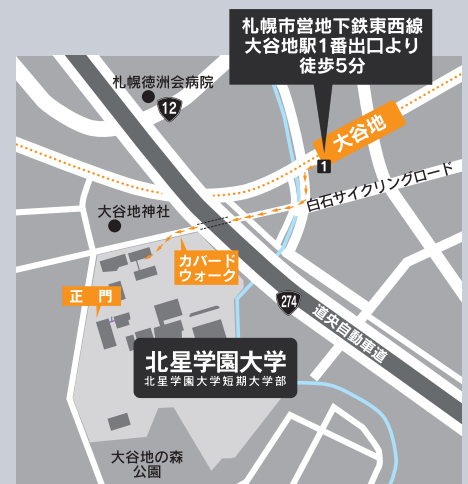 札幌市営地下鉄東西線
大谷地駅1番出口より
徒歩5分
札幌徳洲会病院
12
大谷地
1
白石サイクリングロード
大谷地神社
カバード
ウォーク
正門
274
道央自動車道
北星学園大学
北星学園大学短期大学部
大谷地の森
公園